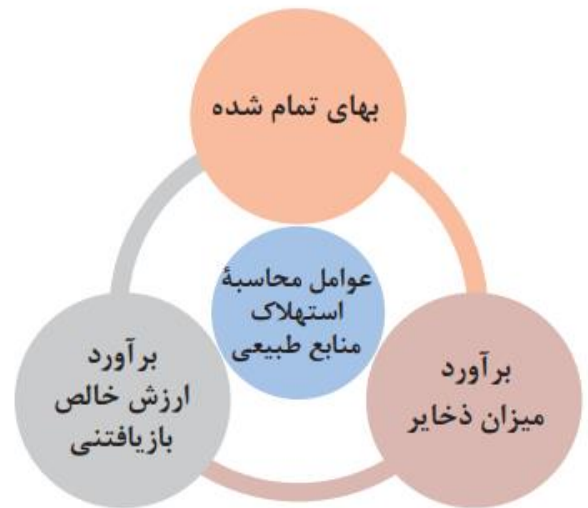 بهای تمام شده
عوامل محاسبهٔ
استهلاک
منابع طبیعی
برآورد
میزان ذخایر
برآورد
ارزش خالص
بازیافتنی